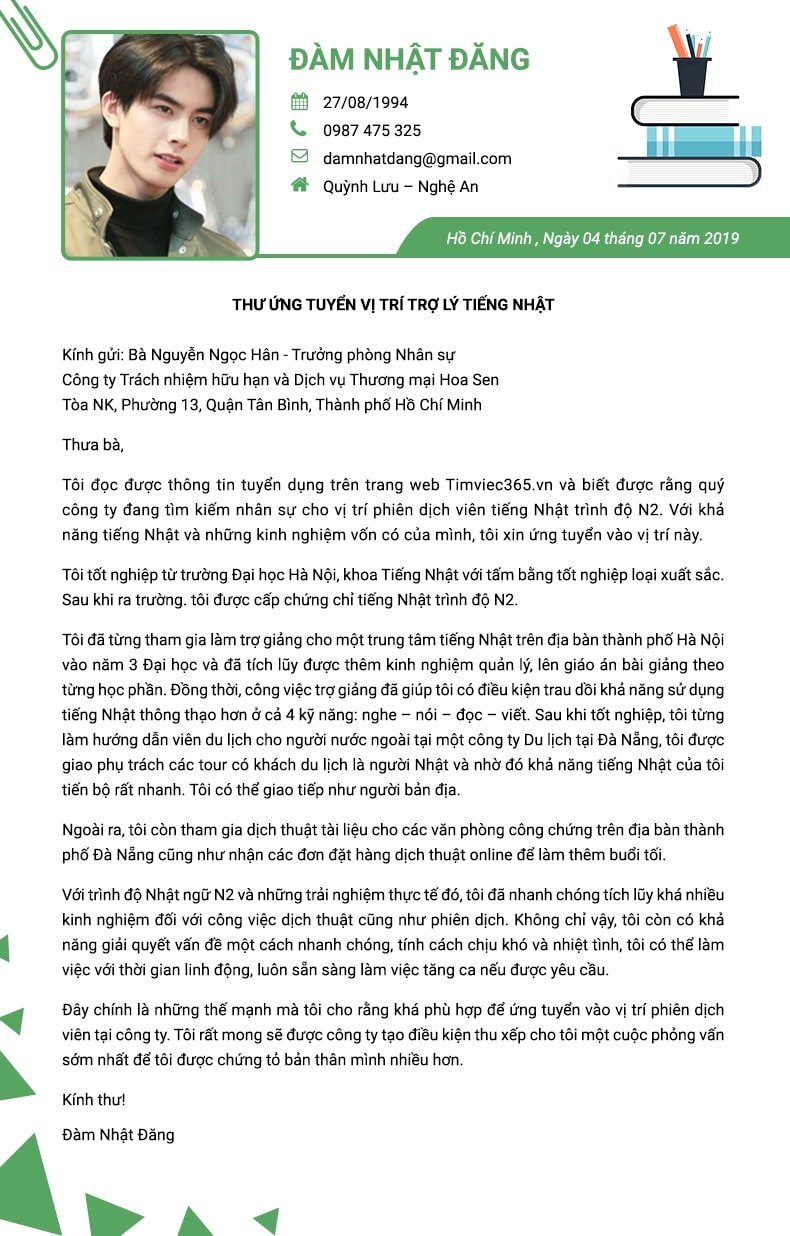 ĐÀM NHẬT ĐĂNG
27/08/1994
0987 475 325
damnhatdang@gmail.com
Quỳnh Lưu – Nghệ An
Hồ Chí Minh , Ngày 04 tháng 07 năm 2019
THƯ ỨNG TUYỂN VỊ TRÍ TRỢ LÝ TIẾNG NHẬT
Kính gửi: Bà Nguyễn Ngọc Hân - Trưởng phòng Nhân sự
Công ty Trách nhiệm hữu hạn và Dịch vụ Thương mại Hoa Sen
Tòa NK, Phường 13, Quận Tân Bình, Thành phố Hồ Chí Minh
Thưa bà,
Tôi đọc được thông tin tuyển dụng trên trang web Timviec365.vn và biết được rằng quý
công ty đang tìm kiếm nhân sự cho vị trí phiên dịch viên tiếng Nhật trình độ N2. Với khả
năng tiếng Nhật và những kinh nghiệm vốn có của mình, tôi xin ứng tuyển vào vị trí này.
Tôi tốt nghiệp từ trường Đại học Hà Nội, khoa Tiếng Nhật với tấm bằng tốt nghiệp loại xuất sắc.
Sau khi ra trường. tôi được cấp chứng chỉ tiếng Nhật trình độ N2.
Tôi đã từng tham gia làm trợ giảng cho một trung tâm tiếng Nhật trên địa bàn thành phố Hà Nội
vào năm 3 Đại học và đã tích lũy được thêm kinh nghiệm quản lý, lên giáo án bài giảng theo
từng học phần. Đồng thời, công việc trợ giảng đã giúp tôi có điều kiện trau dồi khả năng sử dụng
tiếng Nhật thông thạo hơn ở cả 4 kỹ năng: nghe – nói – đọc – viết. Sau khi tốt nghiệp, tôi từng
làm hướng dẫn viên du lịch cho người nước ngoài tại một công ty Du lịch tại Đà Nẵng, tôi được
giao phụ trách các tour có khách du lịch là người Nhật và nhờ đó khả năng tiếng Nhật của tôi
tiến bộ rất nhanh. Tôi có thể giao tiếp như người bản địa.
Ngoài ra, tôi còn tham gia dịch thuật tài liệu cho các văn phòng công chứng trên địa bàn thành
phố Đà Nẵng cũng như nhận các đơn đặt hàng dịch thuật online để làm thêm buổi tối.
Với trình độ Nhật ngữ N2 và những trải nghiệm thực tế đó, tôi đã nhanh chóng tích lũy khá nhiều
kinh nghiệm đối với công việc dịch thuật cũng như phiên dịch. Không chỉ vậy, tôi còn có khả
năng giải quyết vấn đề một cách nhanh chóng, tính cách chịu khó và nhiệt tình, tôi có thể làm
việc với thời gian linh động, luôn sẵn sàng làm việc tăng ca nếu được yêu cầu.
Đây chính là những thế mạnh mà tôi cho rằng khá phù hợp để ứng tuyển vào vị trí phiên dịch
viên tại công ty. Tôi rất mong sẽ được công ty tạo điều kiện thu xếp cho tôi một cuộc phỏng vấn
sớm nhất để tôi được chứng tỏ bản thân mình nhiều hơn.
Kính thư!
Đàm Nhật Đăng